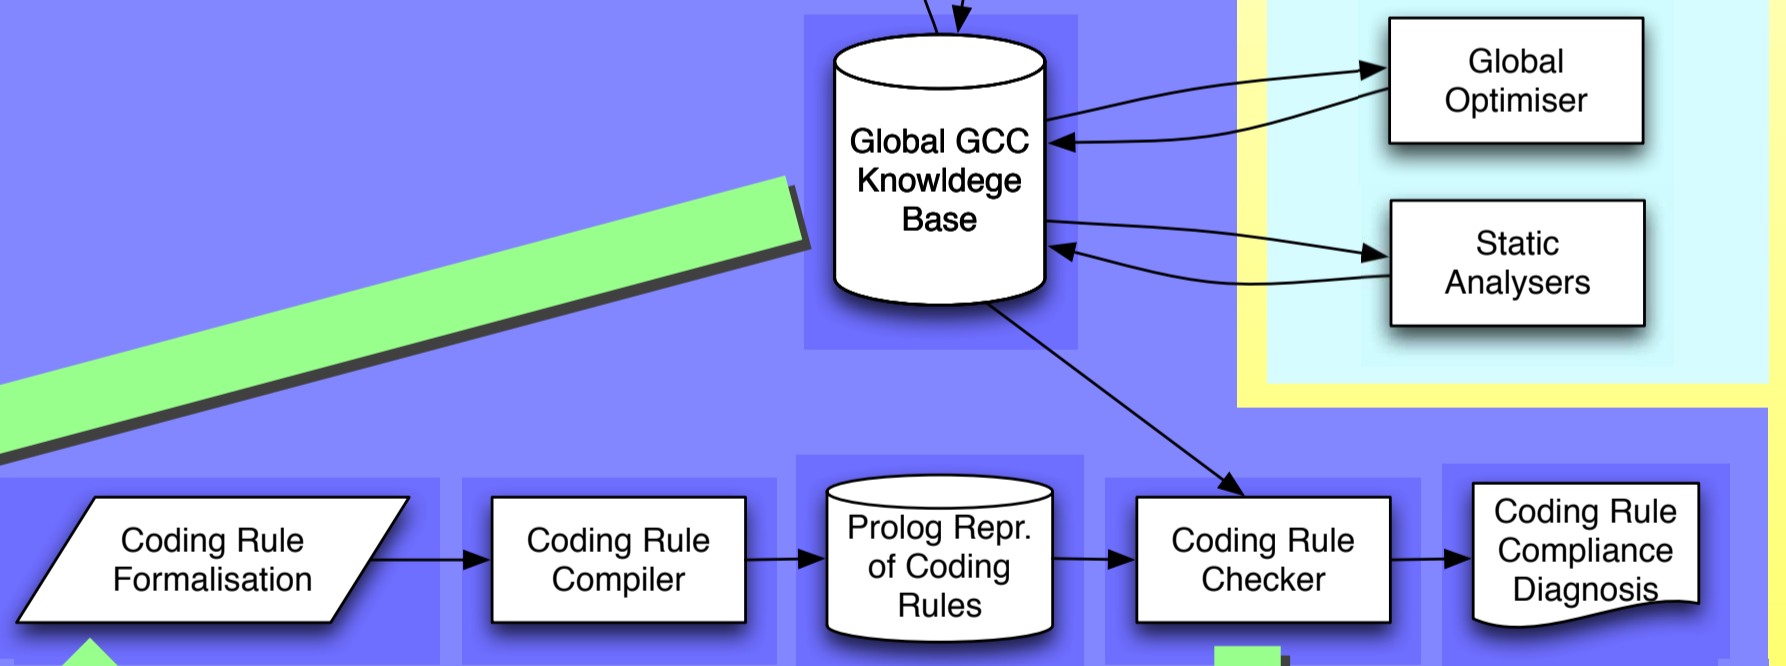 Global
Optimiser
Global GCC
Knowldege
Base
Static
Analysers
Coding Rule
Formalisation
Coding Rule
Compiler
Prolog Repr.
of Coding
Rules
Coding Rule
Checker
Coding Rule
Compliance
Diagnosis